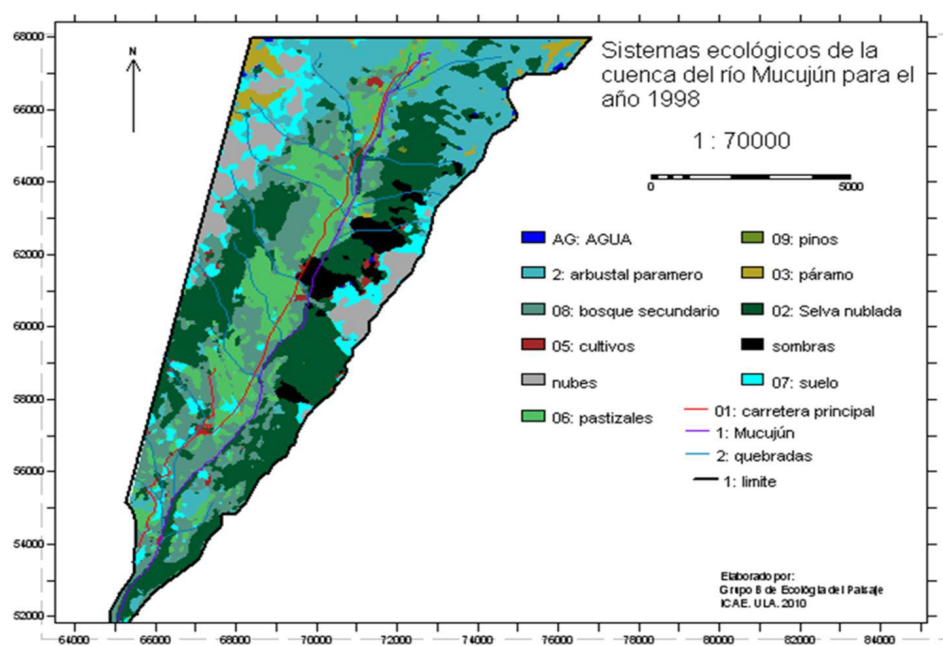 Sistemas ecológicos de la
cuenca del río Mucujún para el
año 1998
N
1 : 70000
0 5000
AG: AGUA
2: arbustal paramero
08: bosque secundario
05: cultivos
nubes
06: pastizales
09: pinos
03: páramo
02: Selva nublada
sombras
07: suelo
01: carretera principal
1: Mucujún
2: quebradas
1: limite
Elaborado por:
Grupo B de Ecología del Paisaje
ICAE. ULA. 2010
68000
66000
64000
62000
60000
58000
56000
54000
52000
64000 66000 68000 70000 72000 74000 76000 78000 80000 82000 84000